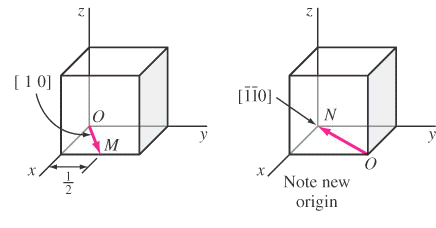 z
[ 1 0]
O
M
y
x
1
2
z
[1̄1̄0]
N
y
x
O
Note new
origin